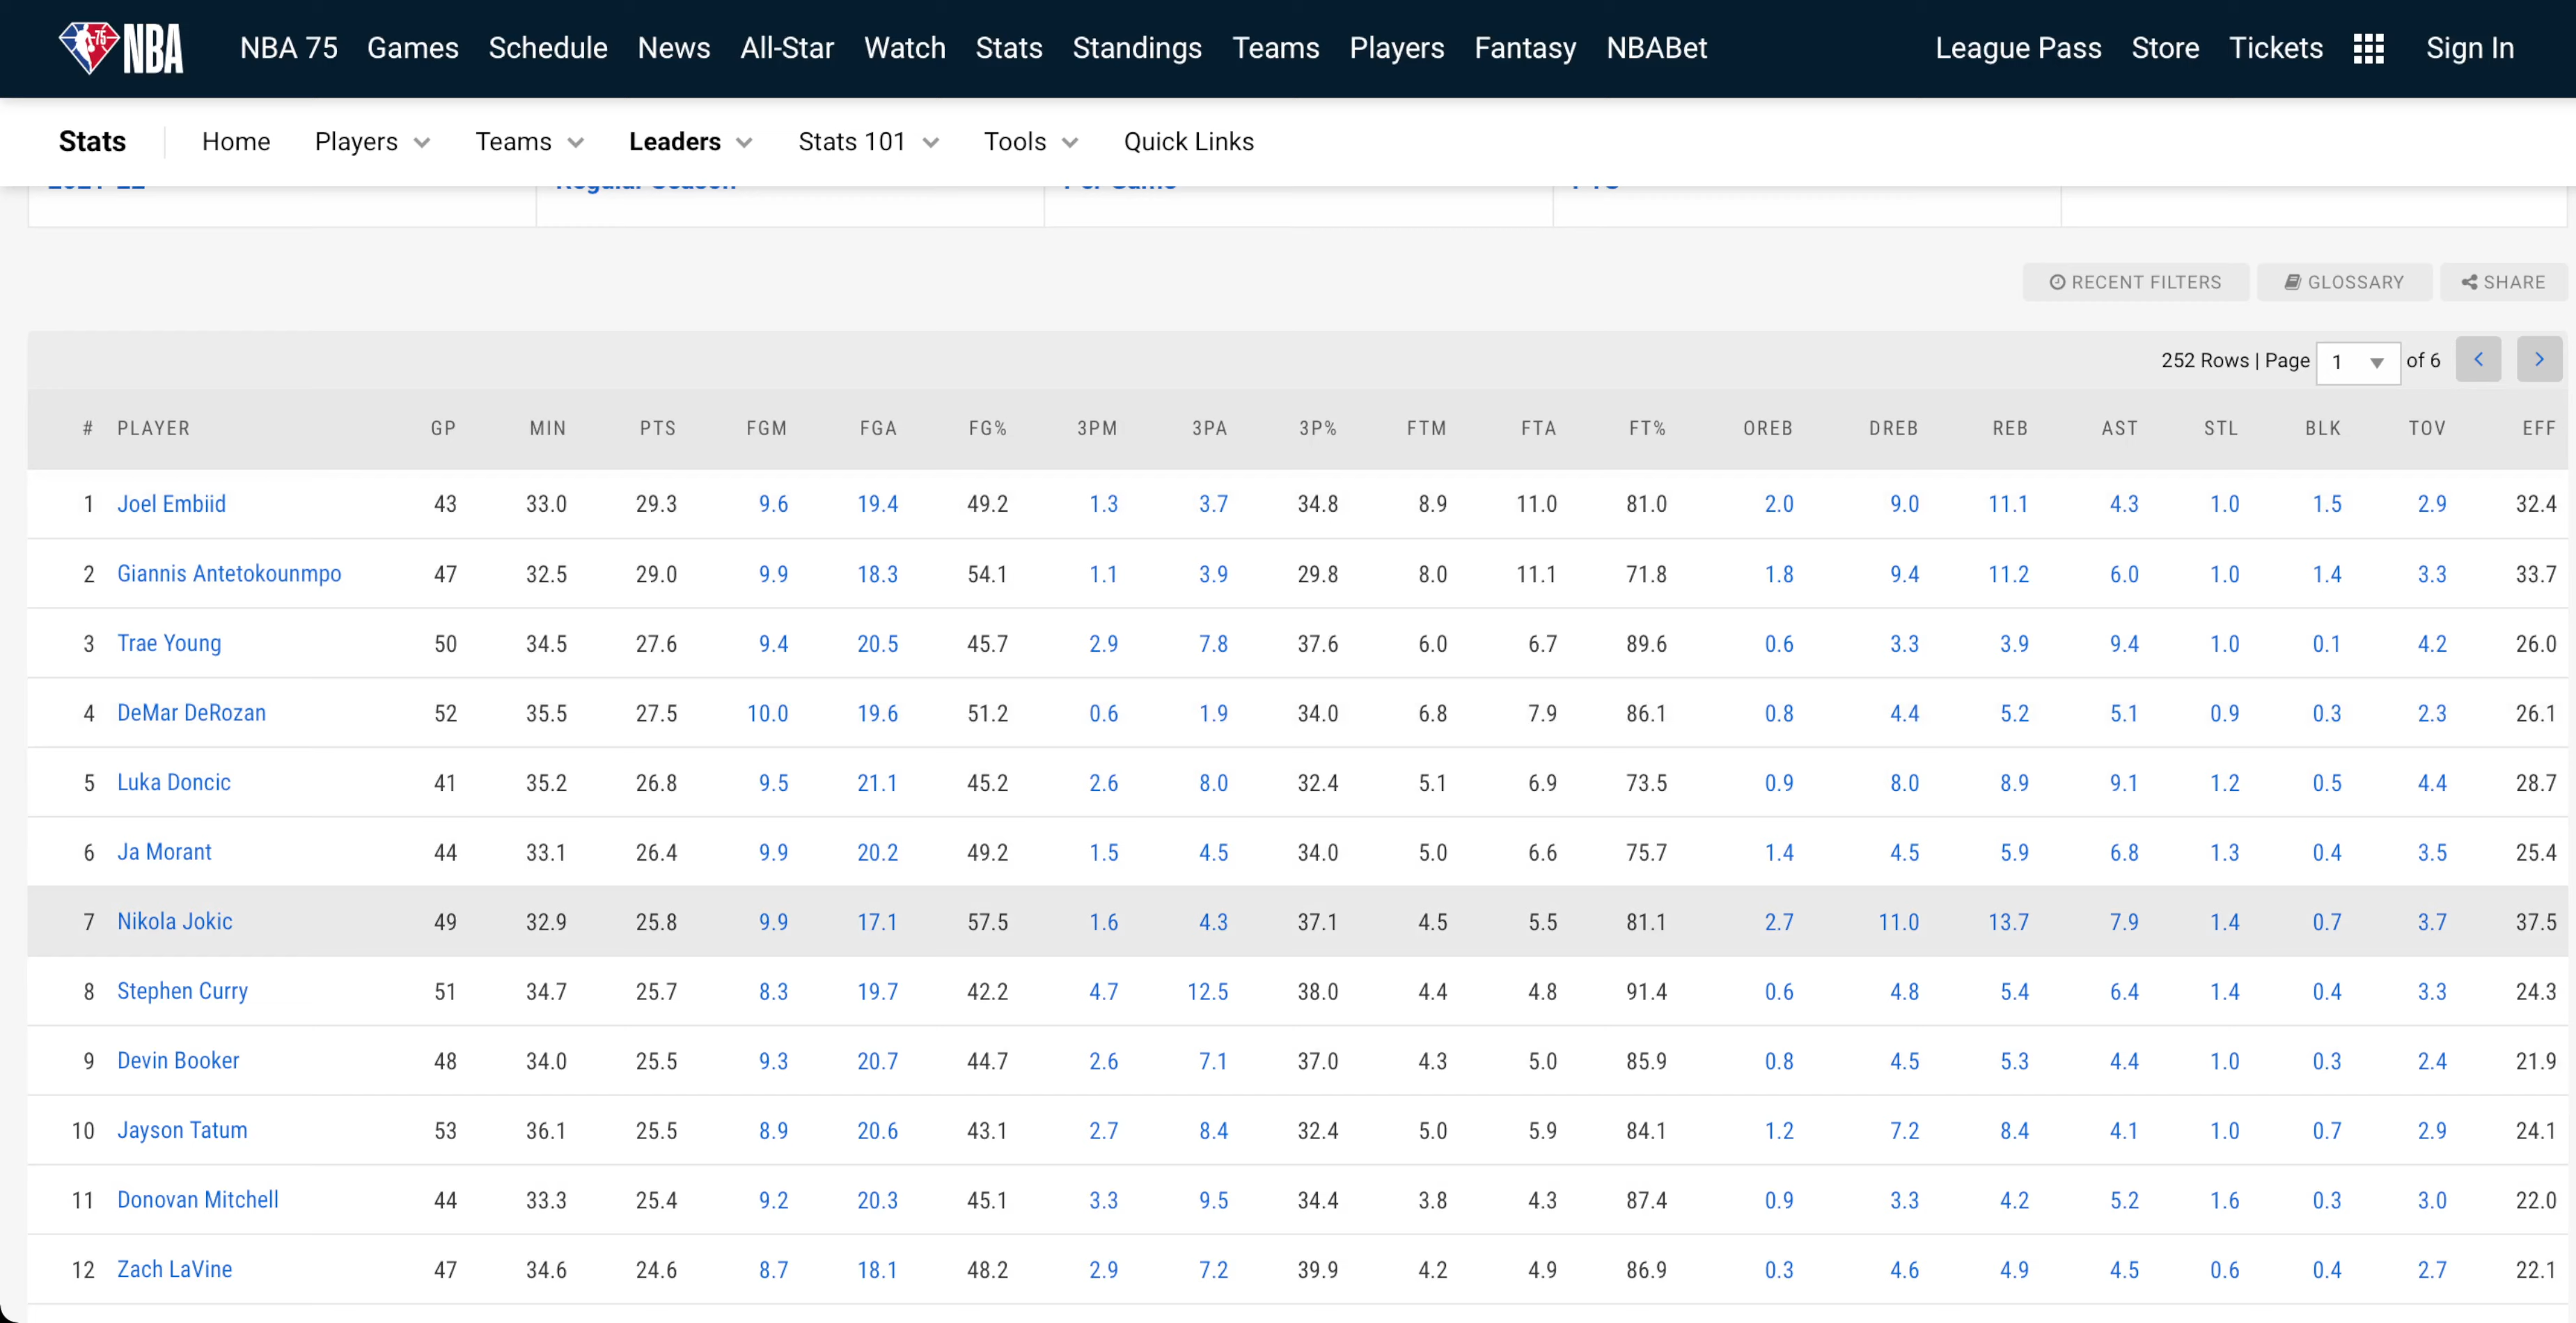 75 NBA NBA 75 Games Schedule News All-Star Watch Stats Standings Teams Players Fantasy NBABet League Pass Store Tickets Sign In
Stats Home Players Teams Leaders Stats 101 Tools Quick Links
RECENT FILTERS GLOSSARY SHARE
252 Rows | Page 1 of 6
# PLAYER GP MIN PTS FGM FGA FG% 3PM 3PA 3P% FTM FTA FT% OREB DREB REB AST STL BLK TOV EFF
1 Joel Embiid 43 33.0 29.3 9.6 19.4 49.2 1.3 3.7 34.8 8.9 11.0 81.0 2.0 9.0 11.1 4.3 1.0 1.5 2.9 32.4
2 Giannis Antetokounmpo 47 32.5 29.0 9.9 18.3 54.1 1.1 3.9 29.8 8.0 11.1 71.8 1.8 9.4 11.2 6.0 1.0 1.4 3.3 33.7
3 Trae Young 50 34.5 27.6 9.4 20.5 45.7 2.9 7.8 37.6 6.0 6.7 89.6 0.6 3.3 3.9 9.4 1.0 0.1 4.2 26.0
4 DeMar DeRozan 52 35.5 27.5 10.0 19.6 51.2 0.6 1.9 34.0 6.8 7.9 86.1 0.8 4.4 5.2 5.1 0.9 0.3 2.3 26.1
5 Luka Doncic 41 35.2 26.8 9.5 21.1 45.2 2.6 8.0 32.4 5.1 6.9 73.5 0.9 8.0 8.9 9.1 1.2 0.5 4.4 28.7
6 Ja Morant 44 33.1 26.4 9.9 20.2 49.2 1.5 4.5 34.0 5.0 6.6 75.7 1.4 4.5 5.9 6.8 1.3 0.4 3.5 25.4
7 Nikola Jokic 49 32.9 25.8 9.9 17.1 57.5 1.6 4.3 37.1 4.5 5.5 81.1 2.7 11.0 13.7 7.9 1.4 0.7 3.7 37.5
8 Stephen Curry 51 34.7 25.7 8.3 19.7 42.2 4.7 12.5 38.0 4.4 4.8 91.4 0.6 4.8 5.4 6.4 1.4 0.4 3.3 24.3
9 Devin Booker 48 34.0 25.5 9.3 20.7 44.7 2.6 7.1 37.0 4.3 5.0 85.9 0.8 4.5 5.3 4.4 1.0 0.3 2.4 21.9
10 Jayson Tatum 53 36.1 25.5 8.9 20.6 43.1 2.7 8.4 32.4 5.0 5.9 84.1 1.2 7.2 8.4 4.1 1.0 0.7 2.9 24.1
11 Donovan Mitchell 44 33.3 25.4 9.2 20.3 45.1 3.3 9.5 34.4 3.8 4.3 87.4 0.9 3.3 4.2 5.2 1.6 0.3 3.0 22.0
12 Zach LaVine 47 34.6 24.6 8.7 18.1 48.2 2.9 7.2 39.9 4.2 4.9 86.9 0.3 4.6 4.9 4.5 0.6 0.4 2.7 22.1